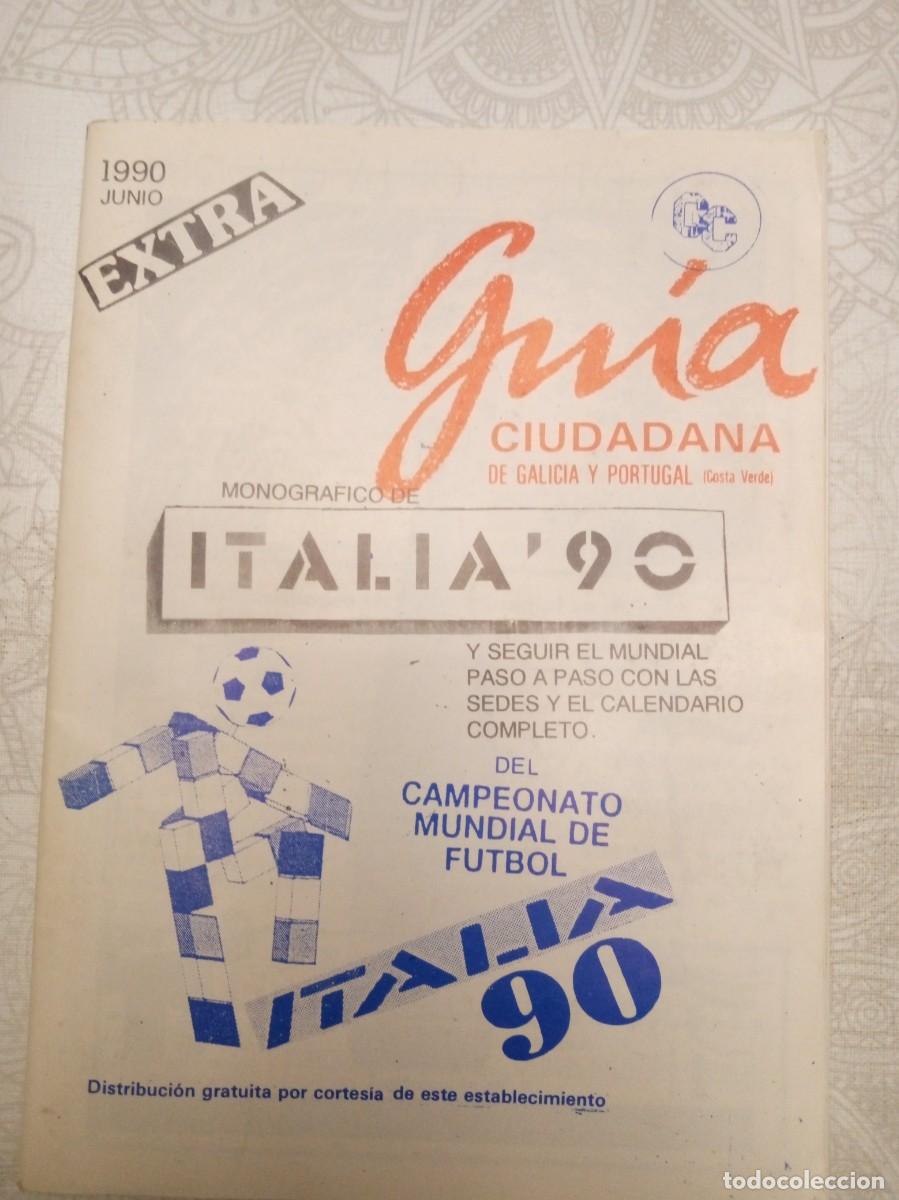 1990
JUNIO
EXTRA
GC
guía
CIUDADANA
DE GALICIA Y PORTUGAL (Costa Verde)
MONOGRAFICO DE
ITALIA'90
Y SEGUIR EL MUNDIAL
PASO A PASO CON LAS
SEDES Y EL CALENDARIO
COMPLETO.
DEL
CAMPEONATO
MUNDIAL DE
FUTBOL
ITALIA
90
Distribución gratuita por cortesía de este establecimiento
todocoleccion